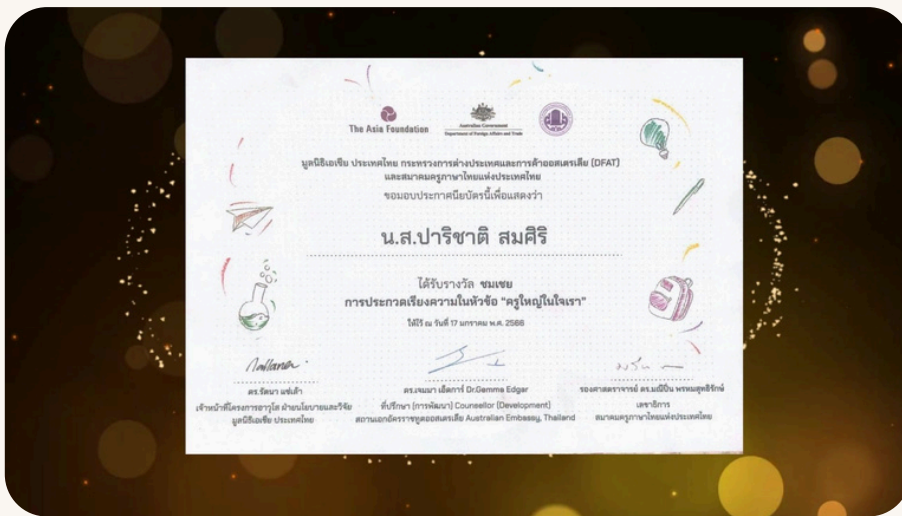 The Asia Foundation
Australian Government
Department of Foreign Affairs and Trade
มูลนิธิเอเชีย ประเทศไทย กระทรวงการต่างประเทศและการค้าออสเตรเลีย (DFAT)
และสมาคมครูภาษาไทยแห่งประเทศไทย
ขอมอบประกาศนียบัตรนี้เพื่อแสดงว่า
น.ส.ปาริชาติ สมศิริ
ได้รับรางวัล ชมเชย
การประกวดเรียงความในหัวข้อ "ครูใหญ่ในใจเรา"
ให้ไว้ ณ วันที่ 17 มกราคม พ.ศ. 2566
ดร.รัตนา แซ่เล้า
เจ้าหน้าที่โครงการอาวุโส ฝ่ายนโยบายและวิจัย
มูลนิธิเอเชีย ประเทศไทย
ดร.เจมมา เอ็ดการ์ Dr.Gemma Edgar
ที่ปรึกษา (การพัฒนา) Counsellor (Development)
สถานเอกอัครราชทูตออสเตรเลีย Australian Embassy, Thailand
รองศาสตราจารย์ ดร.มณีปิ่น พรหมสุทธิรักษ์
เลขาธิการ
สมาคมครูภาษาไทยแห่งประเทศไทย